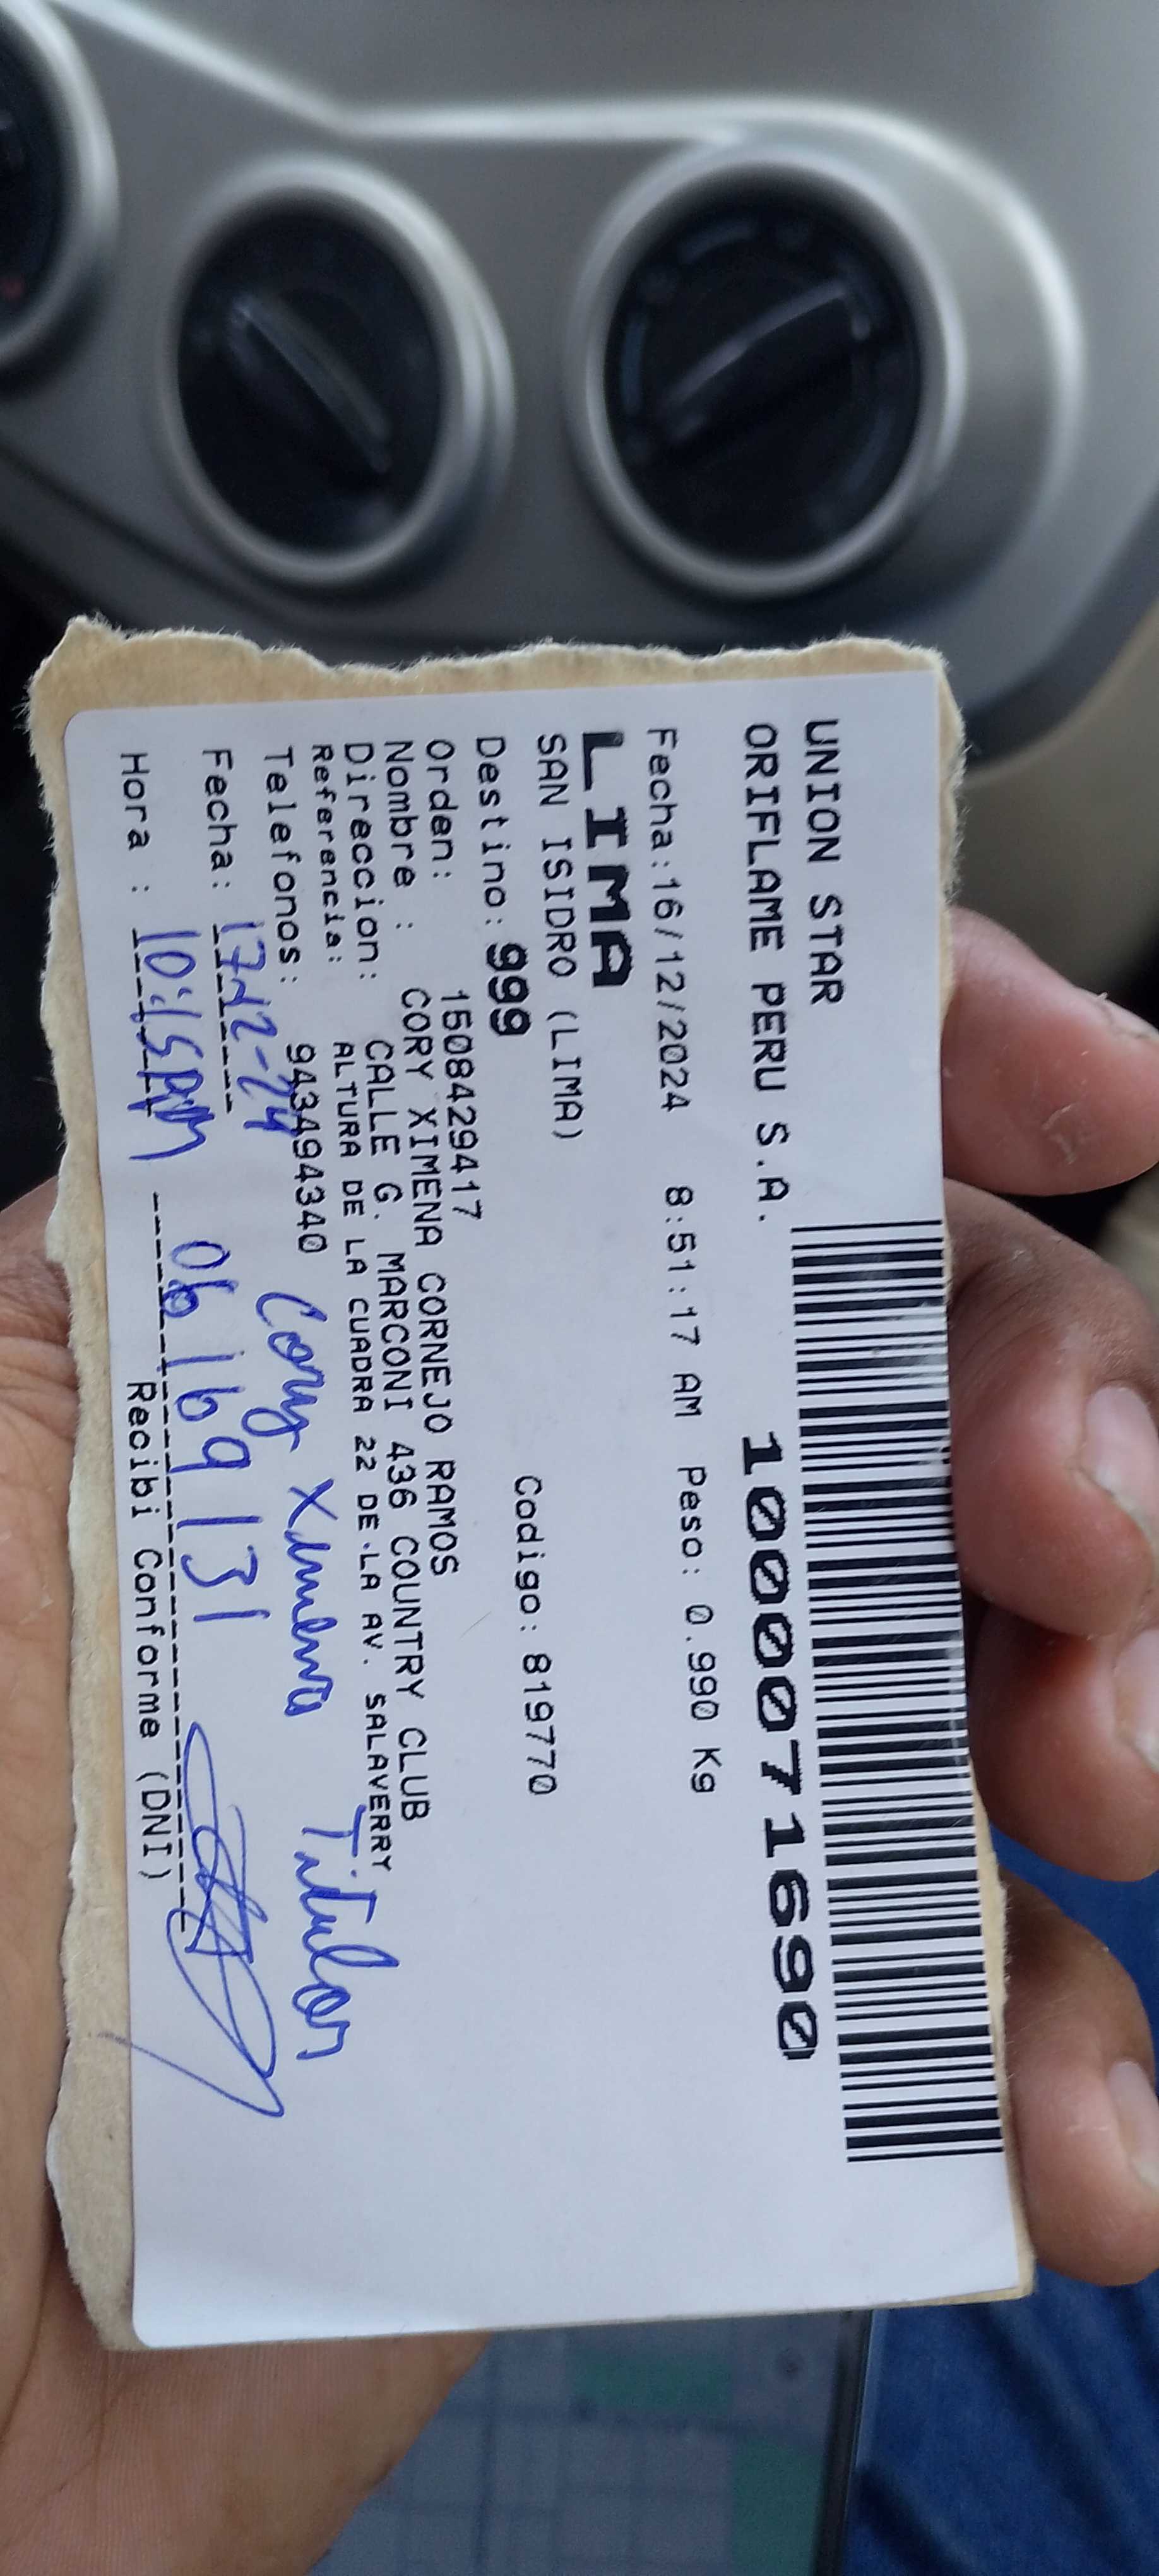 UNION STAR
ORIFLAME PERU S.A.
1000071690
Fecha:16/12/2024 8:51:17 AM Peso: 0.990 Kg
LIMA
SAN ISIDRO (LIMA)
Destino: 999 Codigo: 819770
Orden: 1508429417
Nombre : CORY XIMENA CORNEJO RAMOS
Direccion: CALLE G. MARCONI 436 COUNTRY CLUB
Referencia: ALTURA DE LA CUADRA 22 DE LA AV. SALAVERRY
Telefonos: 943494340
Cory Ximena Titular
Fecha: 17-12-24
06169131
Hora : 10:15AM
Recibi Conforme (DNI)